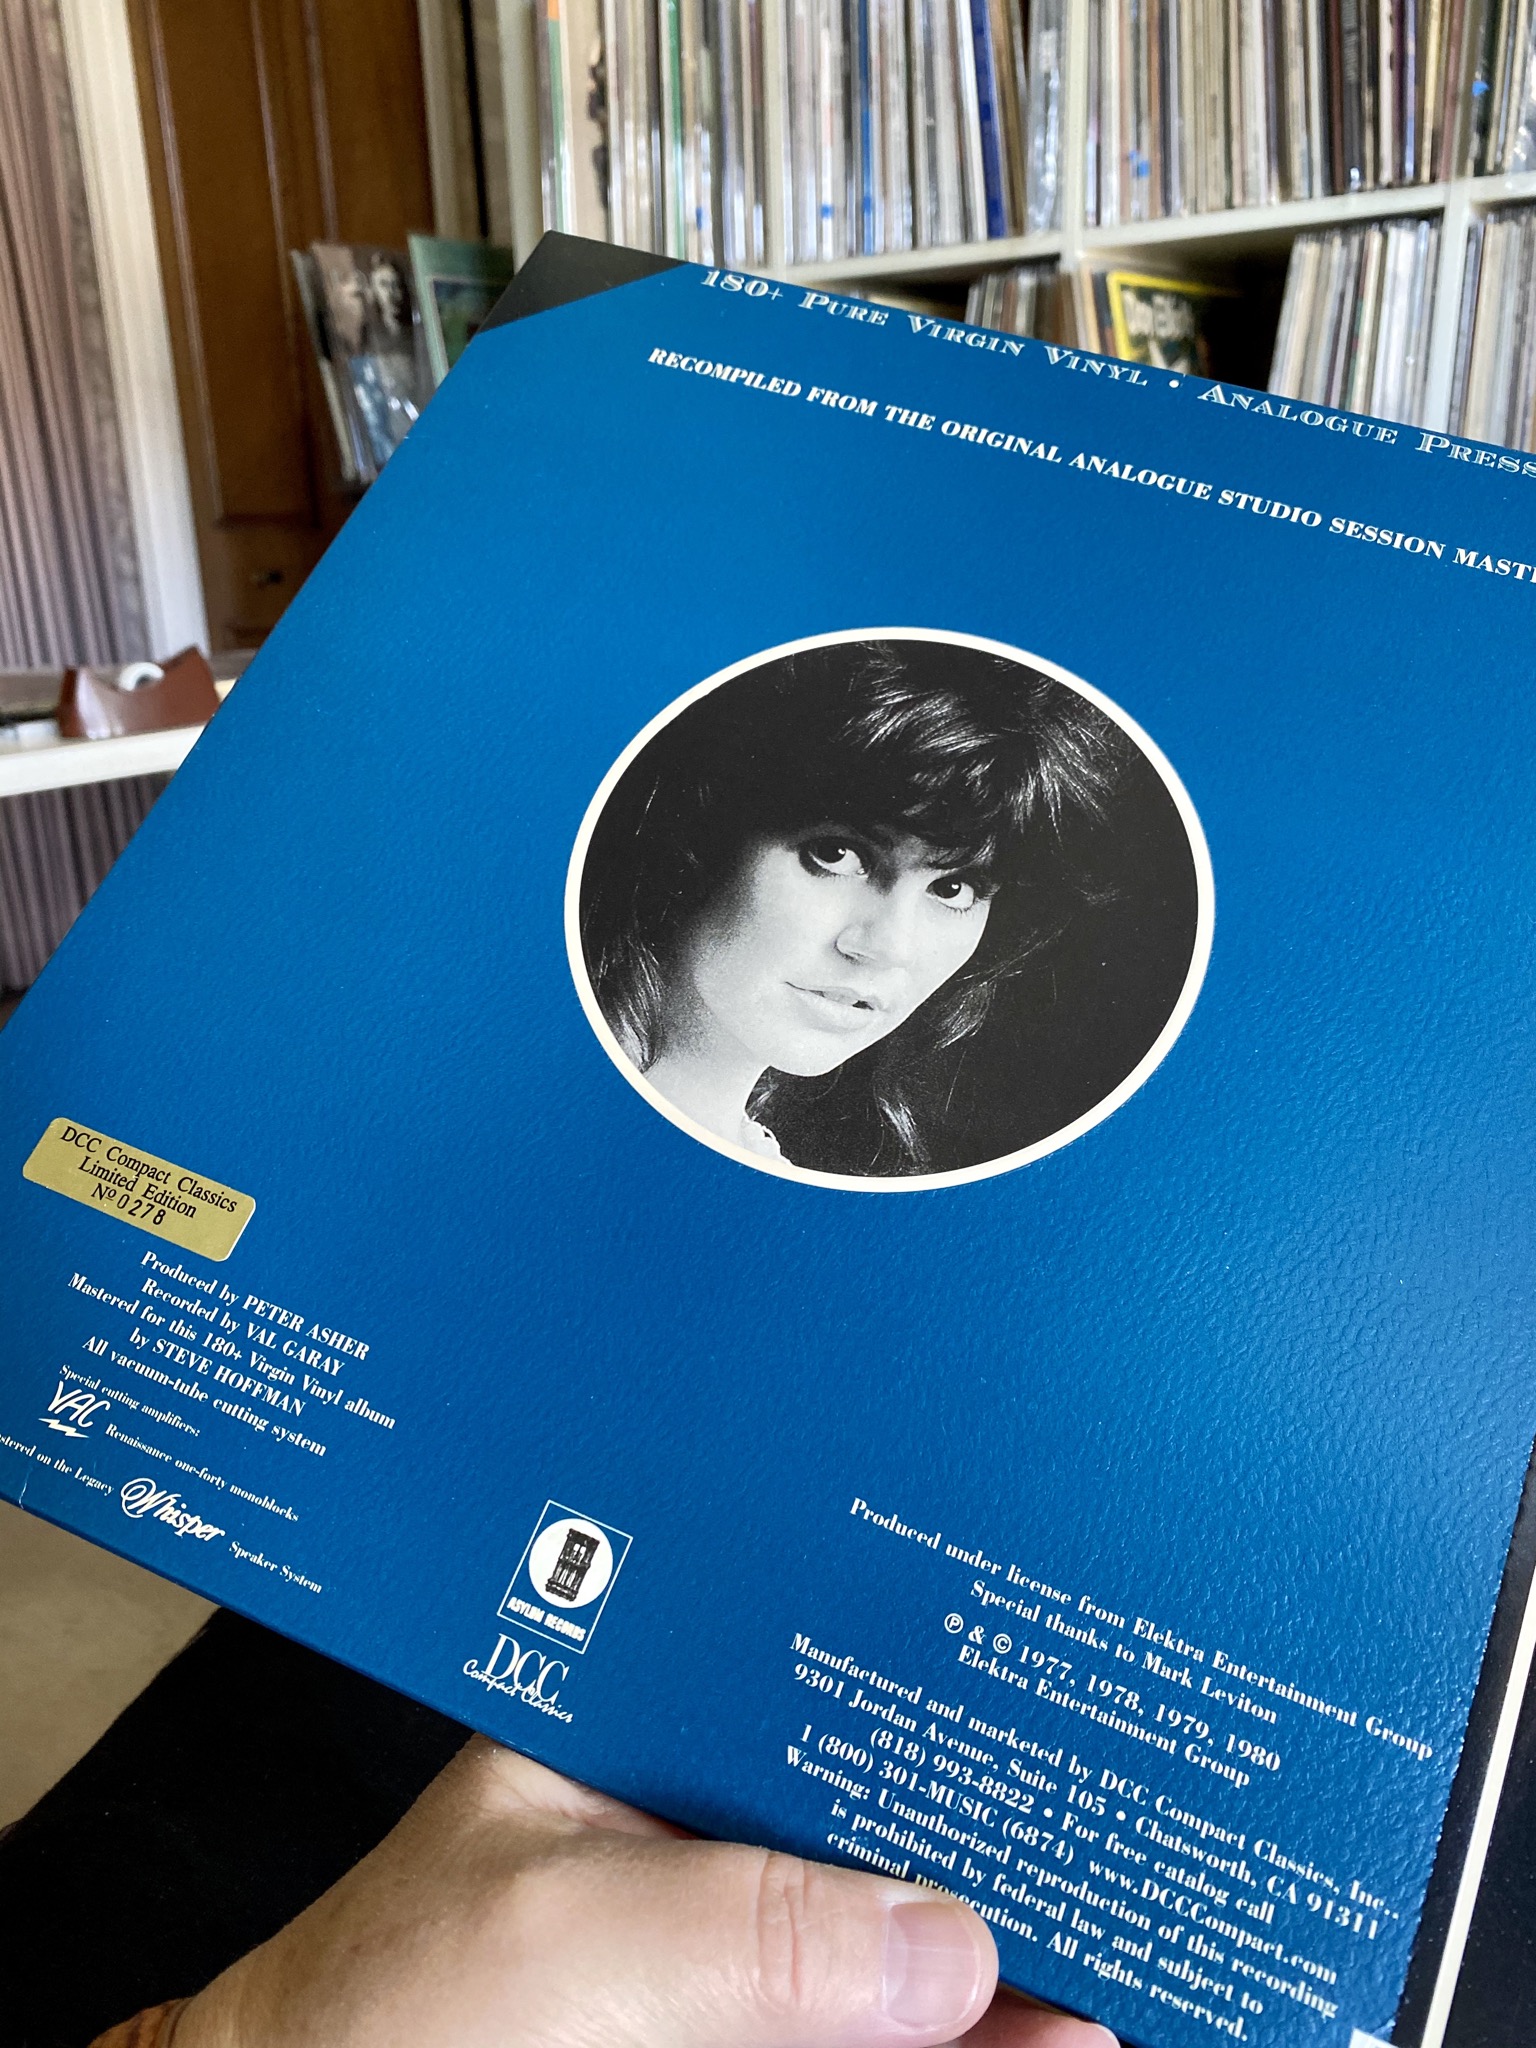 180+ PURE VIRGIN VINYL • ANALOGUE
RECOMPILED FROM THE ORIGINAL ANALOGUE STUDIO SESSION
DCC Compact Classics
Limited Edition
Nº 0278
Produced by PETER ASHER
Recorded by VAL GARAY
Mastered for this 180+ Virgin Vinyl album
by STEVE HOFFMAN
All vacuum-tube cutting system
Special cutting amplifiers:
VAC Renaissance one-forty monoblocks
on the Legacy Whisper Speaker System
ASYLUM RECORDS
DCC
Compact Classics
Produced under license from Elektra Entertainment Group
Special thanks to Mark Leviton
℗ & © 1977, 1978, 1979, 1980
Elektra Entertainment Group
Manufactured and marketed by DCC Compact Classics, Inc..
9301 Jordan Avenue, Suite 105 • Chatsworth, CA 91311
(818) 993-8822 • For free catalog call
1 (800) 301-MUSIC (6874) www.DCCCompact.com
Warning: Unauthorized reproduction of this recording
is prohibited by federal law and subject to
criminal prosecution. All rights reserved.